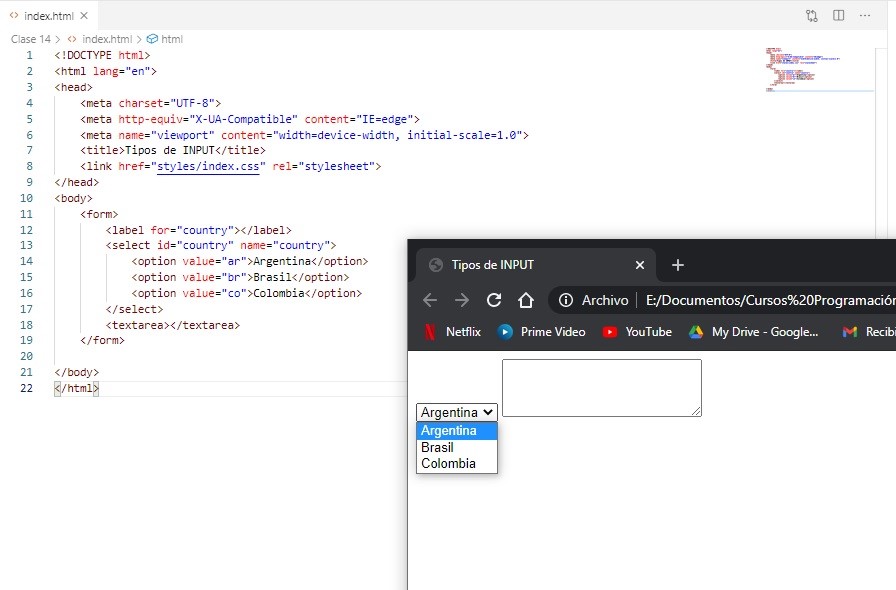 index.html
Clase 14 > index.html > html
1 <!DOCTYPE html>
2 <html lang="en">
3 <head>
4 <meta charset="UTF-8">
5 <meta http-equiv="X-UA-Compatible" content="IE=edge">
6 <meta name="viewport" content="width=device-width, initial-scale=1.0">
7 <title>Tipos de INPUT</title>
8 <link href="styles/index.css" rel="stylesheet">
9 </head>
10 <body>
11 <form>
12 <label for="country"></label>
13 <select id="country" name="country">
14 <option value="ar">Argentina</option>
15 <option value="br">Brasil</option>
16 <option value="co">Colombia</option>
17 </select>
18 <textarea></textarea>
19 </form>
20
21 </body>
22 </html>
Tipos de INPUT
Archivo E:/Documentos/Cursos%20Programación
Netflix Prime Video YouTube My Drive - Google... Recibi
Argentina
Argentina
Brasil
Colombia